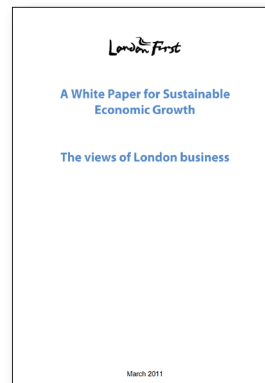 London First
A White Paper for Sustainable
Economic Growth
The views of London business
March 2011